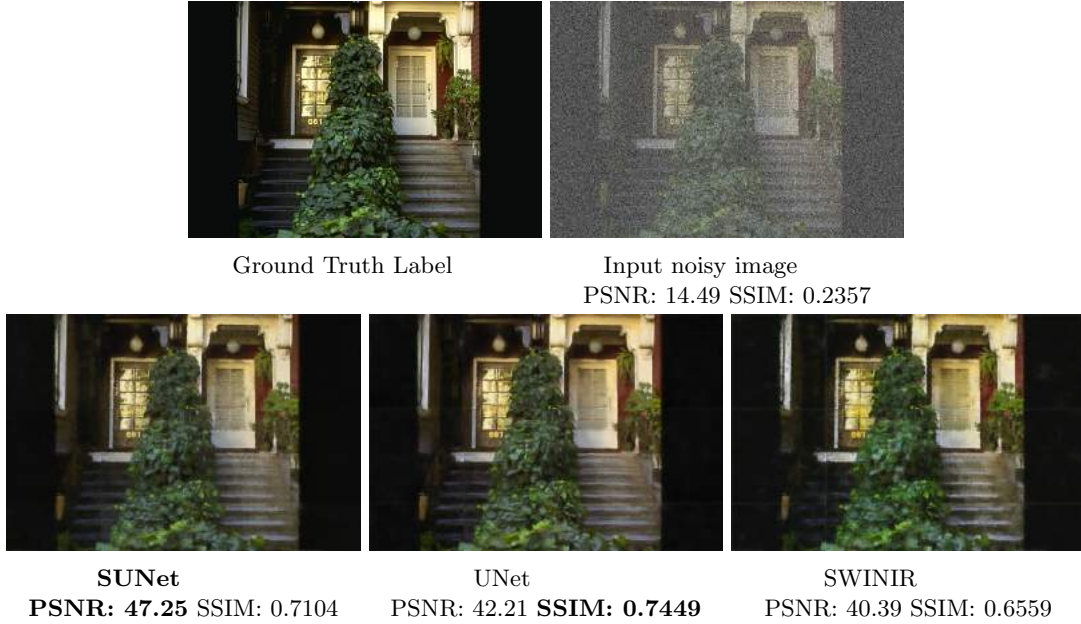 Ground Truth Label
Input noisy image
PSNR: 14.49 SSIM: 0.2357
SUNet
PSNR: 47.25 SSIM: 0.7104
UNet
PSNR: 42.21 SSIM: 0.7449
SWINIR
PSNR: 40.39 SSIM: 0.6559